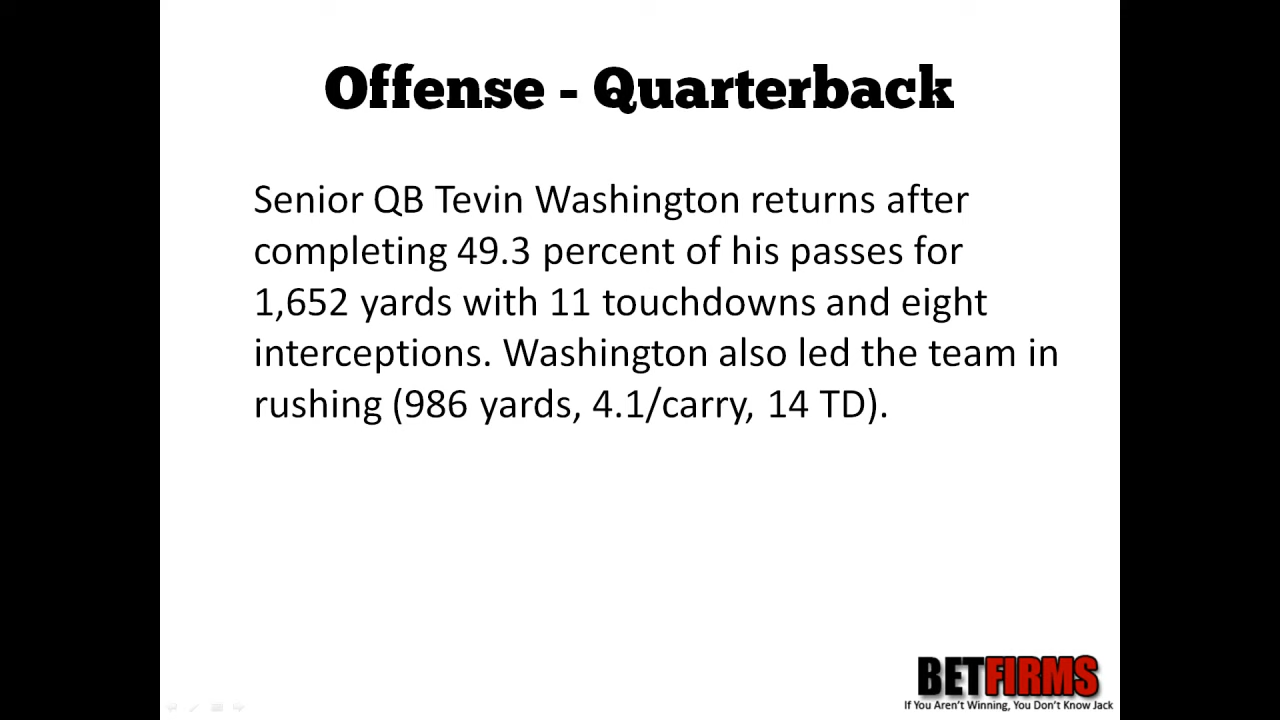 Offense - Quarterback
Senior QB Tevin Washington returns after
completing 49.3 percent of his passes for
1,652 yards with 11 touchdowns and eight
interceptions. Washington also led the team in
rushing (986 yards, 4.1/carry, 14 TD).
BETFIRMS
If You Aren't Winning, You Don't Know Jack